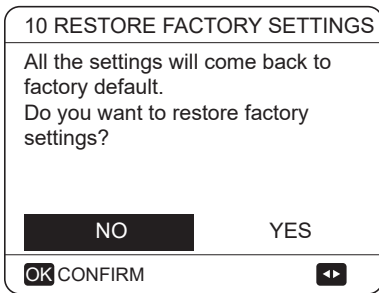 10 RESTORE FACTORY SETTINGS
All the settings will come back to
factory default.
Do you want to restore factory
settings?
NO YES
OK CONFIRM